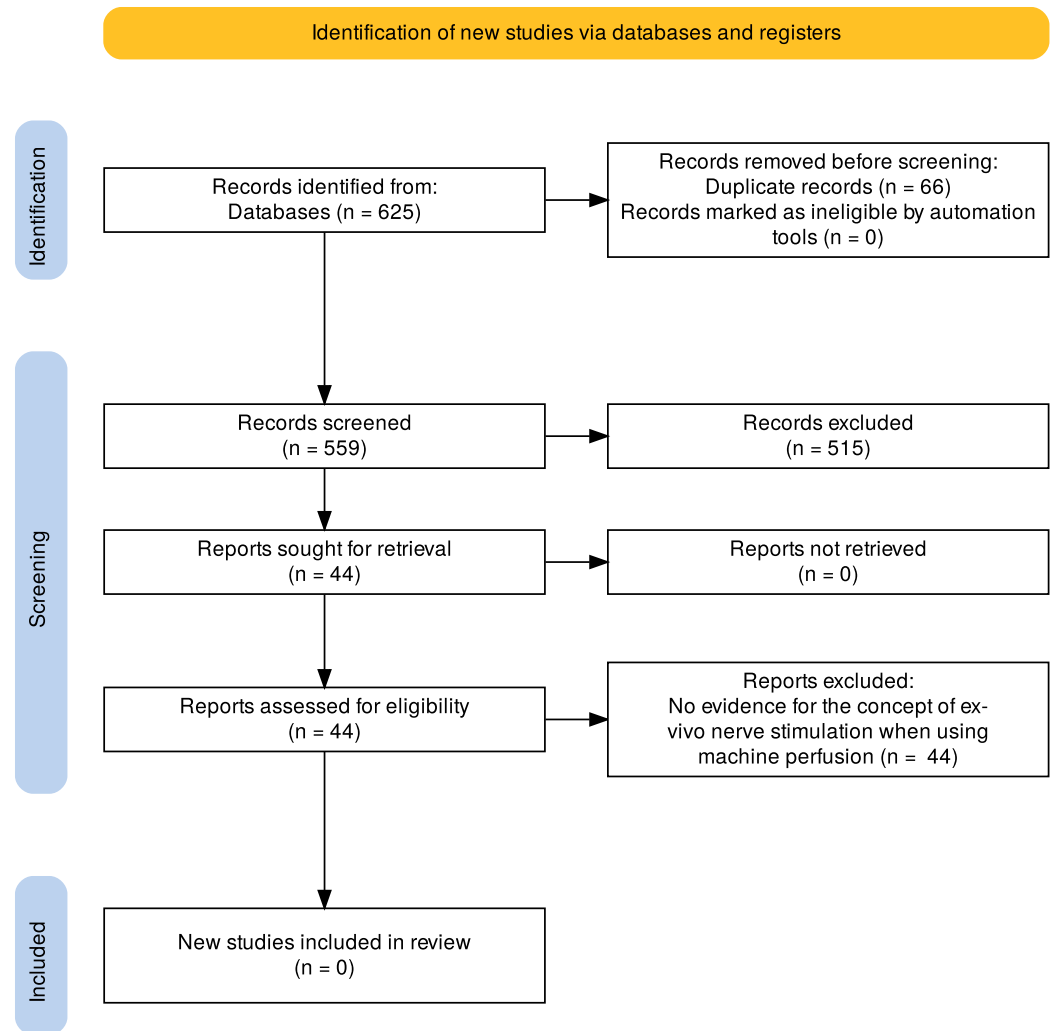 Identification of new studies via databases and registers
Identification
Records identified from:
Databases (n = 625)
Records removed before screening:
Duplicate records (n = 66)
Records marked as ineligible by automation
tools (n = 0)
Screening
Records screened
(n = 559)
Records excluded
(n = 515)
Reports sought for retrieval
(n = 44)
Reports not retrieved
(n = 0)
Reports assessed for eligibility
(n = 44)
Reports excluded:
No evidence for the concept of ex-
vivo nerve stimulation when using
machine perfusion (n =  44)
Included
New studies included in review
(n = 0)